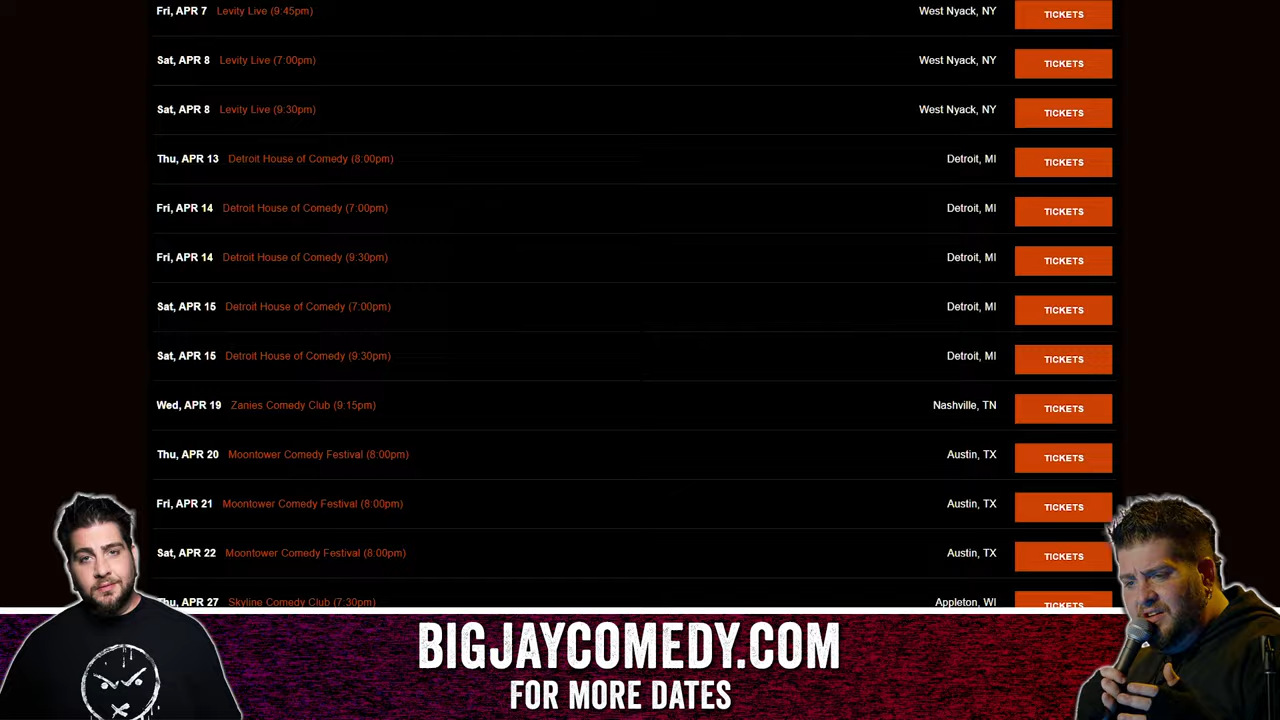 Fri, APR 7 Levity Live (9:45pm) West Nyack, NY TICKETS
Sat, APR 8 Levity Live (7:00pm) West Nyack, NY TICKETS
Sat, APR 8 Levity Live (9:30pm) West Nyack, NY TICKETS
Thu, APR 13 Detroit House of Comedy (8:00pm) Detroit, MI TICKETS
Fri, APR 14 Detroit House of Comedy (7:00pm) Detroit, MI TICKETS
Fri, APR 14 Detroit House of Comedy (9:30pm) Detroit, MI TICKETS
Sat, APR 15 Detroit House of Comedy (7:00pm) Detroit, MI TICKETS
Sat, APR 15 Detroit House of Comedy (9:30pm) Detroit, MI TICKETS
Wed, APR 19 Zanies Comedy Club (9:15pm) Nashville, TN TICKETS
Thu, APR 20 Moontower Comedy Festival (8:00pm) Austin, TX TICKETS
Fri, APR 21 Moontower Comedy Festival (8:00pm) Austin, TX TICKETS
Sat, APR 22 Moontower Comedy Festival (8:00pm) Austin, TX TICKETS
Thu, APR 27 Skyline Comedy Club (7:30pm) Appleton, WI TICKETS
BIGJAYCOMEDY.COM
FOR MORE DATES